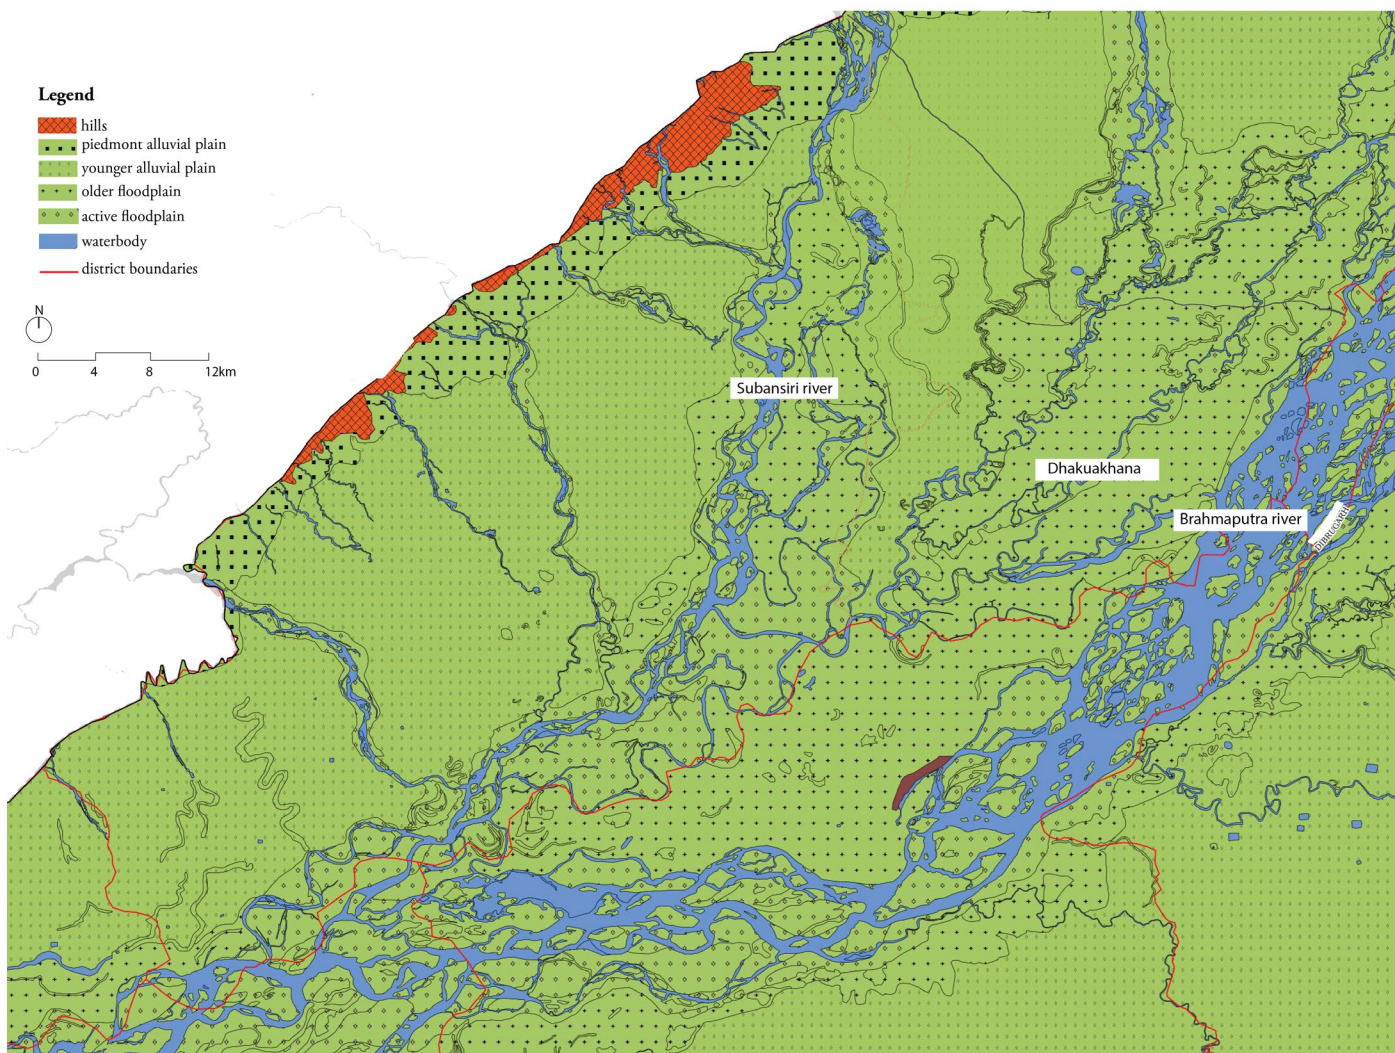 Legend
hills
piedmont alluvial plain
younger alluvial plain
older floodplain
active floodplain
waterbody
district boundaries
N
0 4 8 12km
Subansiri river
Dhakuakhana
Brahmaputra river
DIBRUGARH